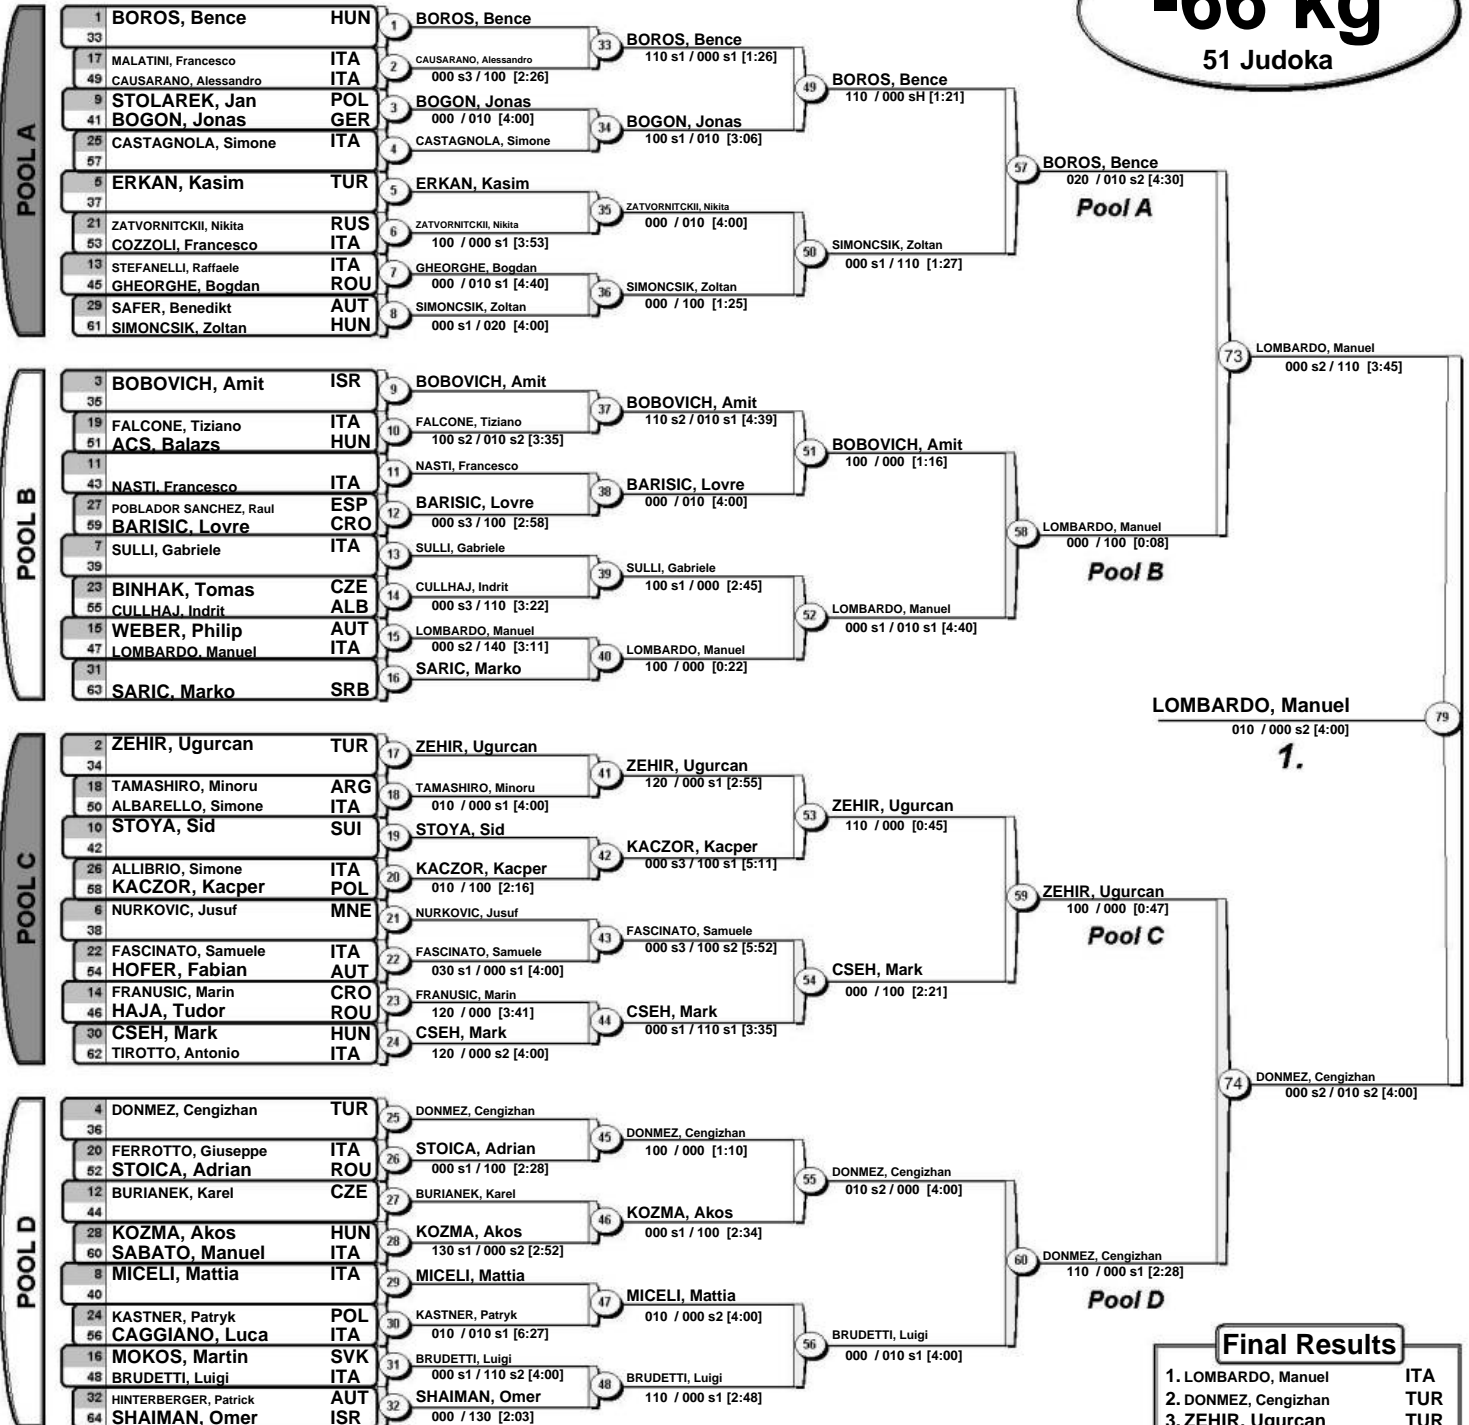 -66 kg
51 Judoka
POOL A
1 BOROS, Bence HUN
33
17 MALATINI, Francesco ITA
49 CAUSARANO, Alessandro ITA
9 STOLAREK, Jan POL
41 BOGON, Jonas GER
25 CASTAGNOLA, Simone ITA
57
5 ERKAN, Kasim TUR
37
21 ZATVORNITCKII, Nikita RUS
53 COZZOLI, Francesco ITA
13 STEFANELLI, Raffaele ITA
45 GHEORGHE, Bogdan ROU
29 SAFER, Benedikt AUT
61 SIMONCSIK, Zoltan HUN
1 BOROS, Bence
2 CAUSARANO, Alessandro
000 s3 / 100 [2:26]
3 BOGON, Jonas
000 / 010 [4:00]
4 CASTAGNOLA, Simone
5 ERKAN, Kasim
6 ZATVORNITCKII, Nikita
100 / 000 s1 [3:53]
7 GHEORGHE, Bogdan
000 / 010 s1 [4:40]
8 SIMONCSIK, Zoltan
000 s1 / 020 [4:00]
33 BOROS, Bence
110 s1 / 000 s1 [1:26]
34 BOGON, Jonas
100 s1 / 010 [3:06]
35 ZATVORNITCKII, Nikita
000 / 010 [4:00]
36 SIMONCSIK, Zoltan
000 / 100 [1:25]
49 BOROS, Bence
110 / 000 sH [1:21]
50 SIMONCSIK, Zoltan
000 s1 / 110 [1:27]
57 BOROS, Bence
020 / 010 s2 [4:30]
Pool A
POOL B
3 BOBOVICH, Amit ISR
35
19 FALCONE, Tiziano ITA
51 ACS, Balazs HUN
11
43 NASTI, Francesco ITA
27 POBLADOR SANCHEZ, Raul ESP
59 BARISIC, Lovre CRO
7 SULLI, Gabriele ITA
39
23 BINHAK, Tomas CZE
55 CULLHAJ, Indrit ALB
15 WEBER, Philip AUT
47 LOMBARDO, Manuel ITA
31
63 SARIC, Marko SRB
9 BOBOVICH, Amit
10 FALCONE, Tiziano
100 s2 / 010 s2 [3:35]
11 NASTI, Francesco
12 BARISIC, Lovre
000 s3 / 100 [2:58]
13 SULLI, Gabriele
14 CULLHAJ, Indrit
000 s3 / 110 [3:22]
15 LOMBARDO, Manuel
000 s2 / 140 [3:11]
16 SARIC, Marko
37 BOBOVICH, Amit
110 s2 / 010 s1 [4:39]
38 BARISIC, Lovre
000 / 010 [4:00]
39 SULLI, Gabriele
100 s1 / 000 [2:45]
40 LOMBARDO, Manuel
100 / 000 [0:22]
51 BOBOVICH, Amit
100 / 000 [1:16]
52 LOMBARDO, Manuel
000 s1 / 010 s1 [4:40]
58 LOMBARDO, Manuel
000 / 100 [0:08]
Pool B
73 LOMBARDO, Manuel
000 s2 / 110 [3:45]
LOMBARDO, Manuel 79
010 / 000 s2 [4:00]
1.
POOL C
2 ZEHIR, Ugurcan TUR
34
18 TAMASHIRO, Minoru ARG
50 ALBARELLO, Simone ITA
10 STOYA, Sid SUI
42
26 ALLIBRIO, Simone ITA
58 KACZOR, Kacper POL
6 NURKOVIC, Jusuf MNE
38
22 FASCINATO, Samuele ITA
54 HOFER, Fabian AUT
14 FRANUSIC, Marin CRO
46 HAJA, Tudor ROU
30 CSEH, Mark HUN
62 TIROTTO, Antonio ITA
17 ZEHIR, Ugurcan
18 TAMASHIRO, Minoru
010 / 000 s1 [4:00]
19 STOYA, Sid
20 KACZOR, Kacper
010 / 100 [2:16]
21 NURKOVIC, Jusuf
22 FASCINATO, Samuele
030 s1 / 000 s1 [4:00]
23 FRANUSIC, Marin
120 / 000 [3:41]
24 CSEH, Mark
120 / 000 s2 [4:00]
41 ZEHIR, Ugurcan
120 / 000 s1 [2:55]
42 KACZOR, Kacper
000 s3 / 100 s1 [5:11]
43 FASCINATO, Samuele
000 s3 / 100 s2 [5:52]
44 CSEH, Mark
000 s1 / 110 s1 [3:35]
53 ZEHIR, Ugurcan
110 / 000 [0:45]
54 CSEH, Mark
000 / 100 [2:21]
59 ZEHIR, Ugurcan
100 / 000 [0:47]
Pool C
POOL D
4 DONMEZ, Cengizhan TUR
36
20 FERROTTO, Giuseppe ITA
52 STOICA, Adrian ROU
12 BURIANEK, Karel CZE
44
28 KOZMA, Akos HUN
60 SABATO, Manuel ITA
8 MICELI, Mattia ITA
40
24 KASTNER, Patryk POL
56 CAGGIANO, Luca ITA
16 MOKOS, Martin SVK
48 BRUDETTI, Luigi ITA
32 HINTERBERGER, Patrick AUT
64 SHAIMAN, Omer ISR
25 DONMEZ, Cengizhan
26 STOICA, Adrian
000 s1 / 100 [2:28]
27 BURIANEK, Karel
28 KOZMA, Akos
130 s1 / 000 s2 [2:52]
29 MICELI, Mattia
30 KASTNER, Patryk
010 / 010 s1 [6:27]
31 BRUDETTI, Luigi
000 s1 / 110 s2 [4:00]
32 SHAIMAN, Omer
000 / 130 [2:03]
45 DONMEZ, Cengizhan
100 / 000 [1:10]
46 KOZMA, Akos
000 s1 / 100 [2:34]
47 MICELI, Mattia
010 / 000 s2 [4:00]
48 BRUDETTI, Luigi
110 / 000 s1 [2:48]
55 DONMEZ, Cengizhan
010 s2 / 000 [4:00]
56 BRUDETTI, Luigi
000 / 010 s1 [4:00]
60 DONMEZ, Cengizhan
110 / 000 s1 [2:28]
Pool D
74 DONMEZ, Cengizhan
000 s2 / 010 s2 [4:00]
Final Results
1. LOMBARDO, Manuel ITA
2. DONMEZ, Cengizhan TUR
3. ZEHIR, Ugurcan TUR